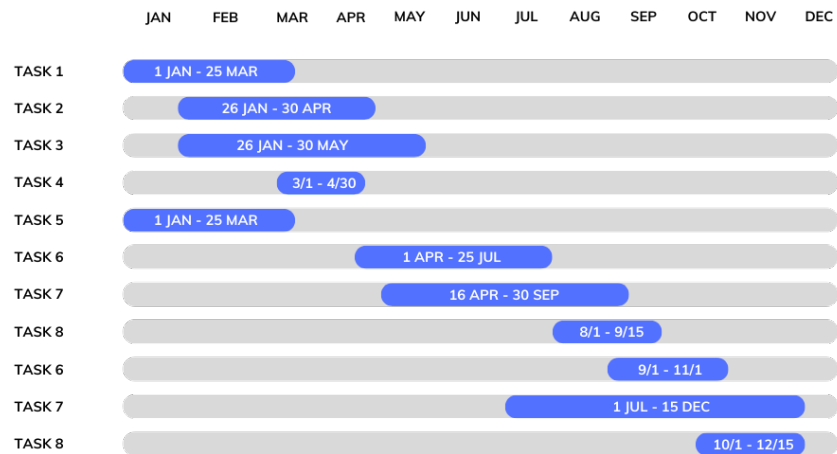 JAN FEB MAR APR MAY JUN JUL AUG SEP OCT NOV DEC
TASK 1 1 JAN - 25 MAR
TASK 2 26 JAN - 30 APR
TASK 3 26 JAN - 30 MAY
TASK 4 3/1 - 4/30
TASK 5 1 JAN - 25 MAR
TASK 6 1 APR - 25 JUL
TASK 7 16 APR - 30 SEP
TASK 8 8/1 - 9/15
TASK 6 9/1 - 11/1
TASK 7 1 JUL - 15 DEC
TASK 8 10/1 - 12/15